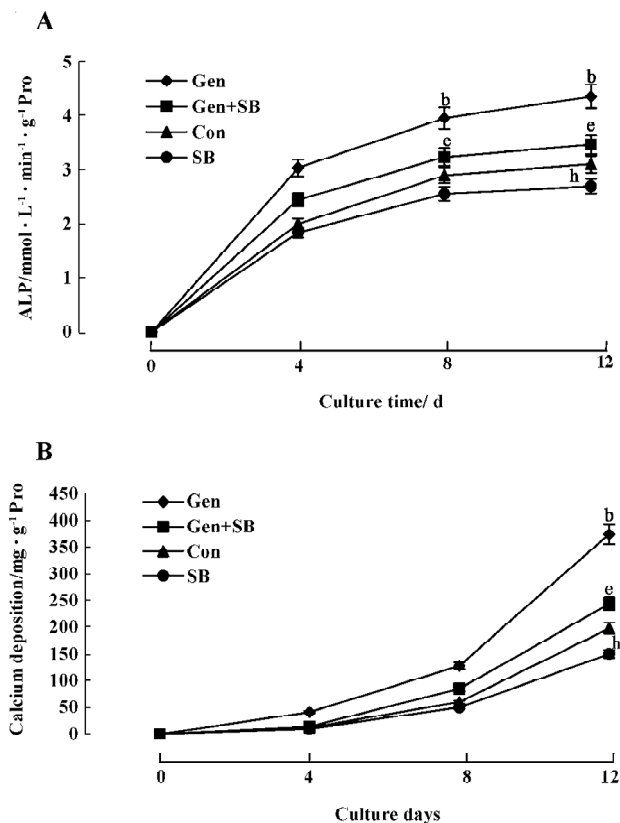 A
ALP/mmol · L⁻¹ · min⁻¹ · g⁻¹ Pro
5
4
3
2
1
0
Gen
Gen+SB
Con
SB
b
b
e
e
h
0
4
8
12
Culture time/ d
B
Calcium deposition/mg · g⁻¹ Pro
450
400
350
300
250
200
150
100
50
0
Gen
Gen+SB
Con
SB
b
e
h
0
4
8
12
Culture days